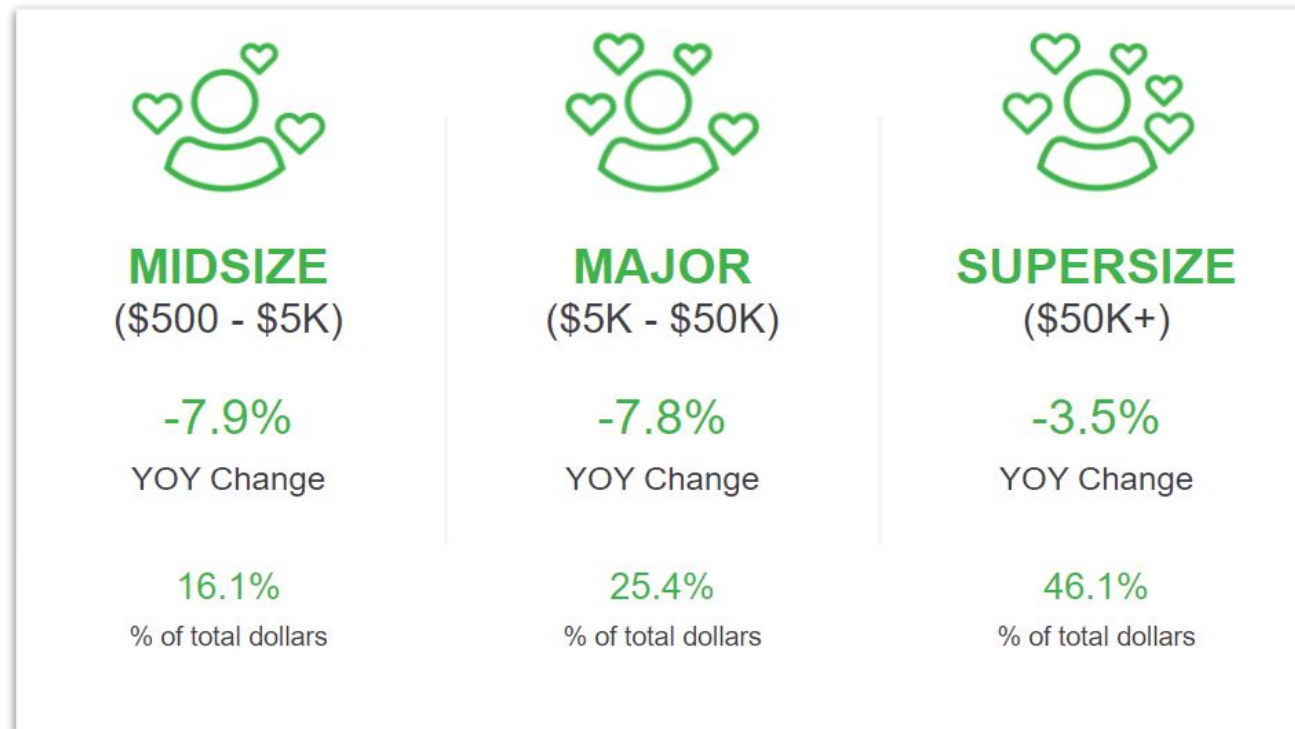 MIDSIZE
($500 - $5K)
-7.9%
YOY Change
16.1%
% of total dollars
MAJOR
($5K - $50K)
-7.8%
YOY Change
25.4%
% of total dollars
SUPERSIZE
($50K+)
-3.5%
YOY Change
46.1%
% of total dollars